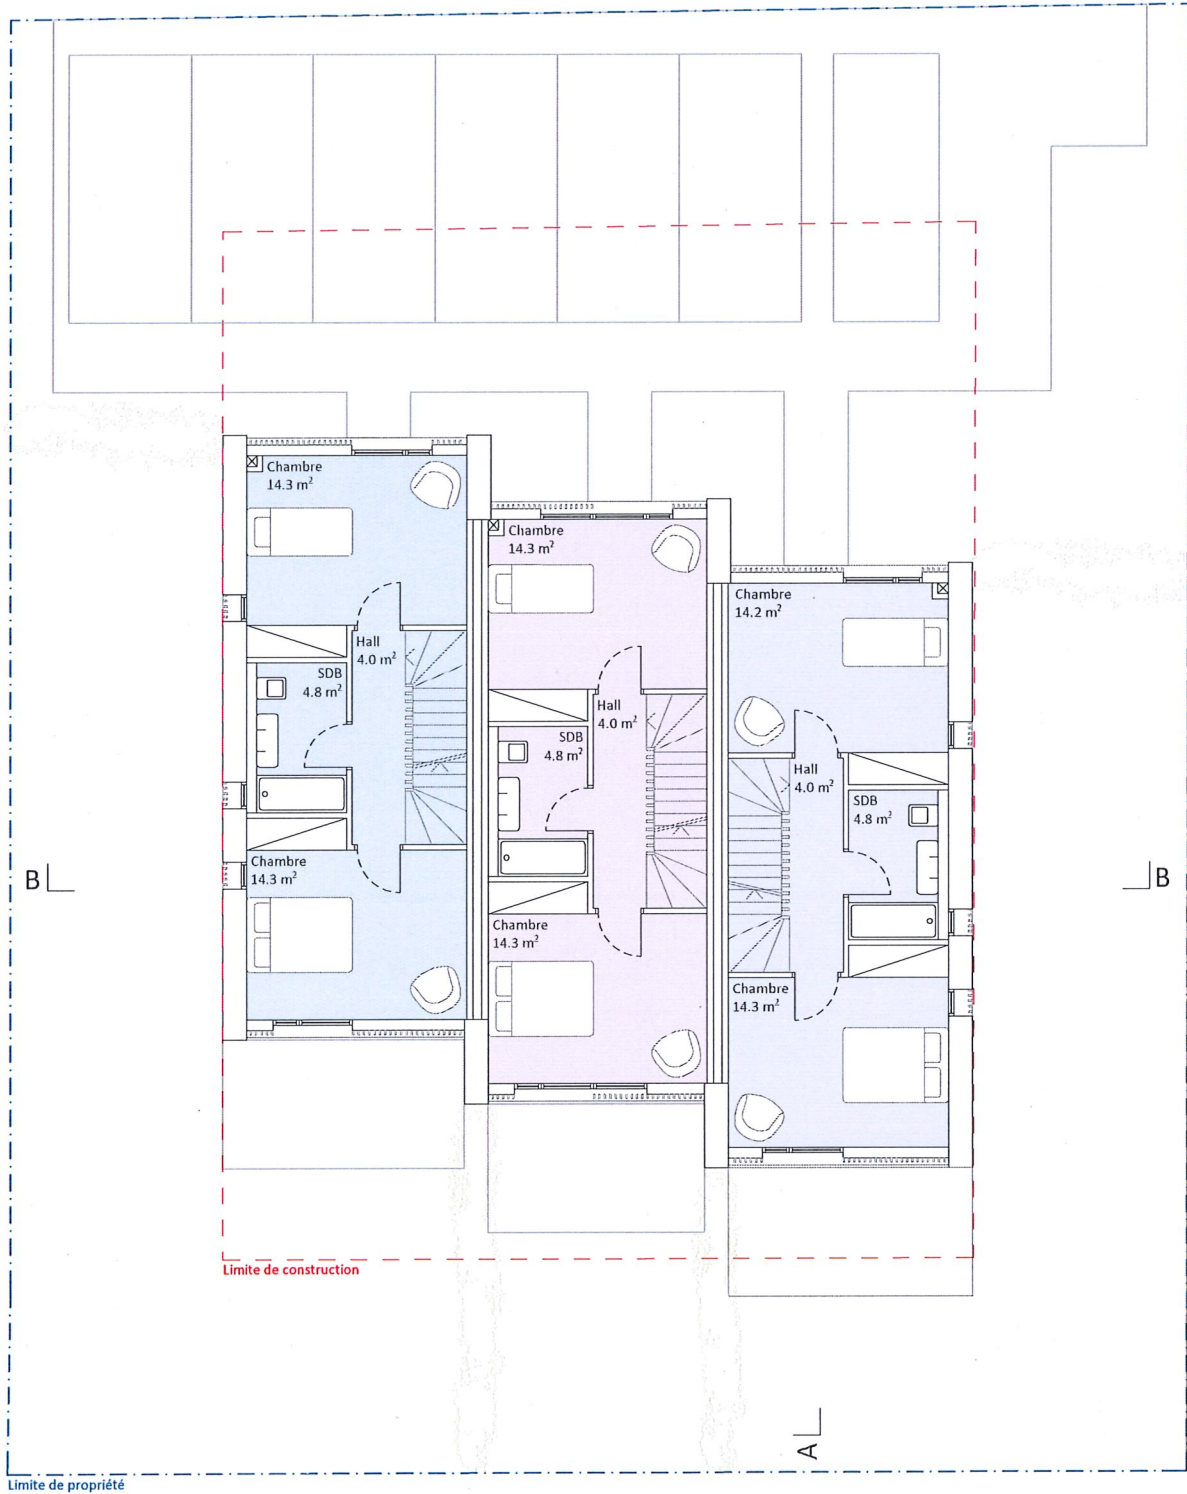 Chambre
14.3 m²
Hall
4.0 m²
SDB
4.8 m²
Chambre
14.3 m²
Chambre
14.3 m²
Hall
4.0 m²
SDB
4.8 m²
Chambre
14.3 m²
Chambre
14.2 m²
Hall
4.0 m²
SDB
4.8 m²
Chambre
14.3 m²
B
B
Limite de construction
A
Limite de propriété